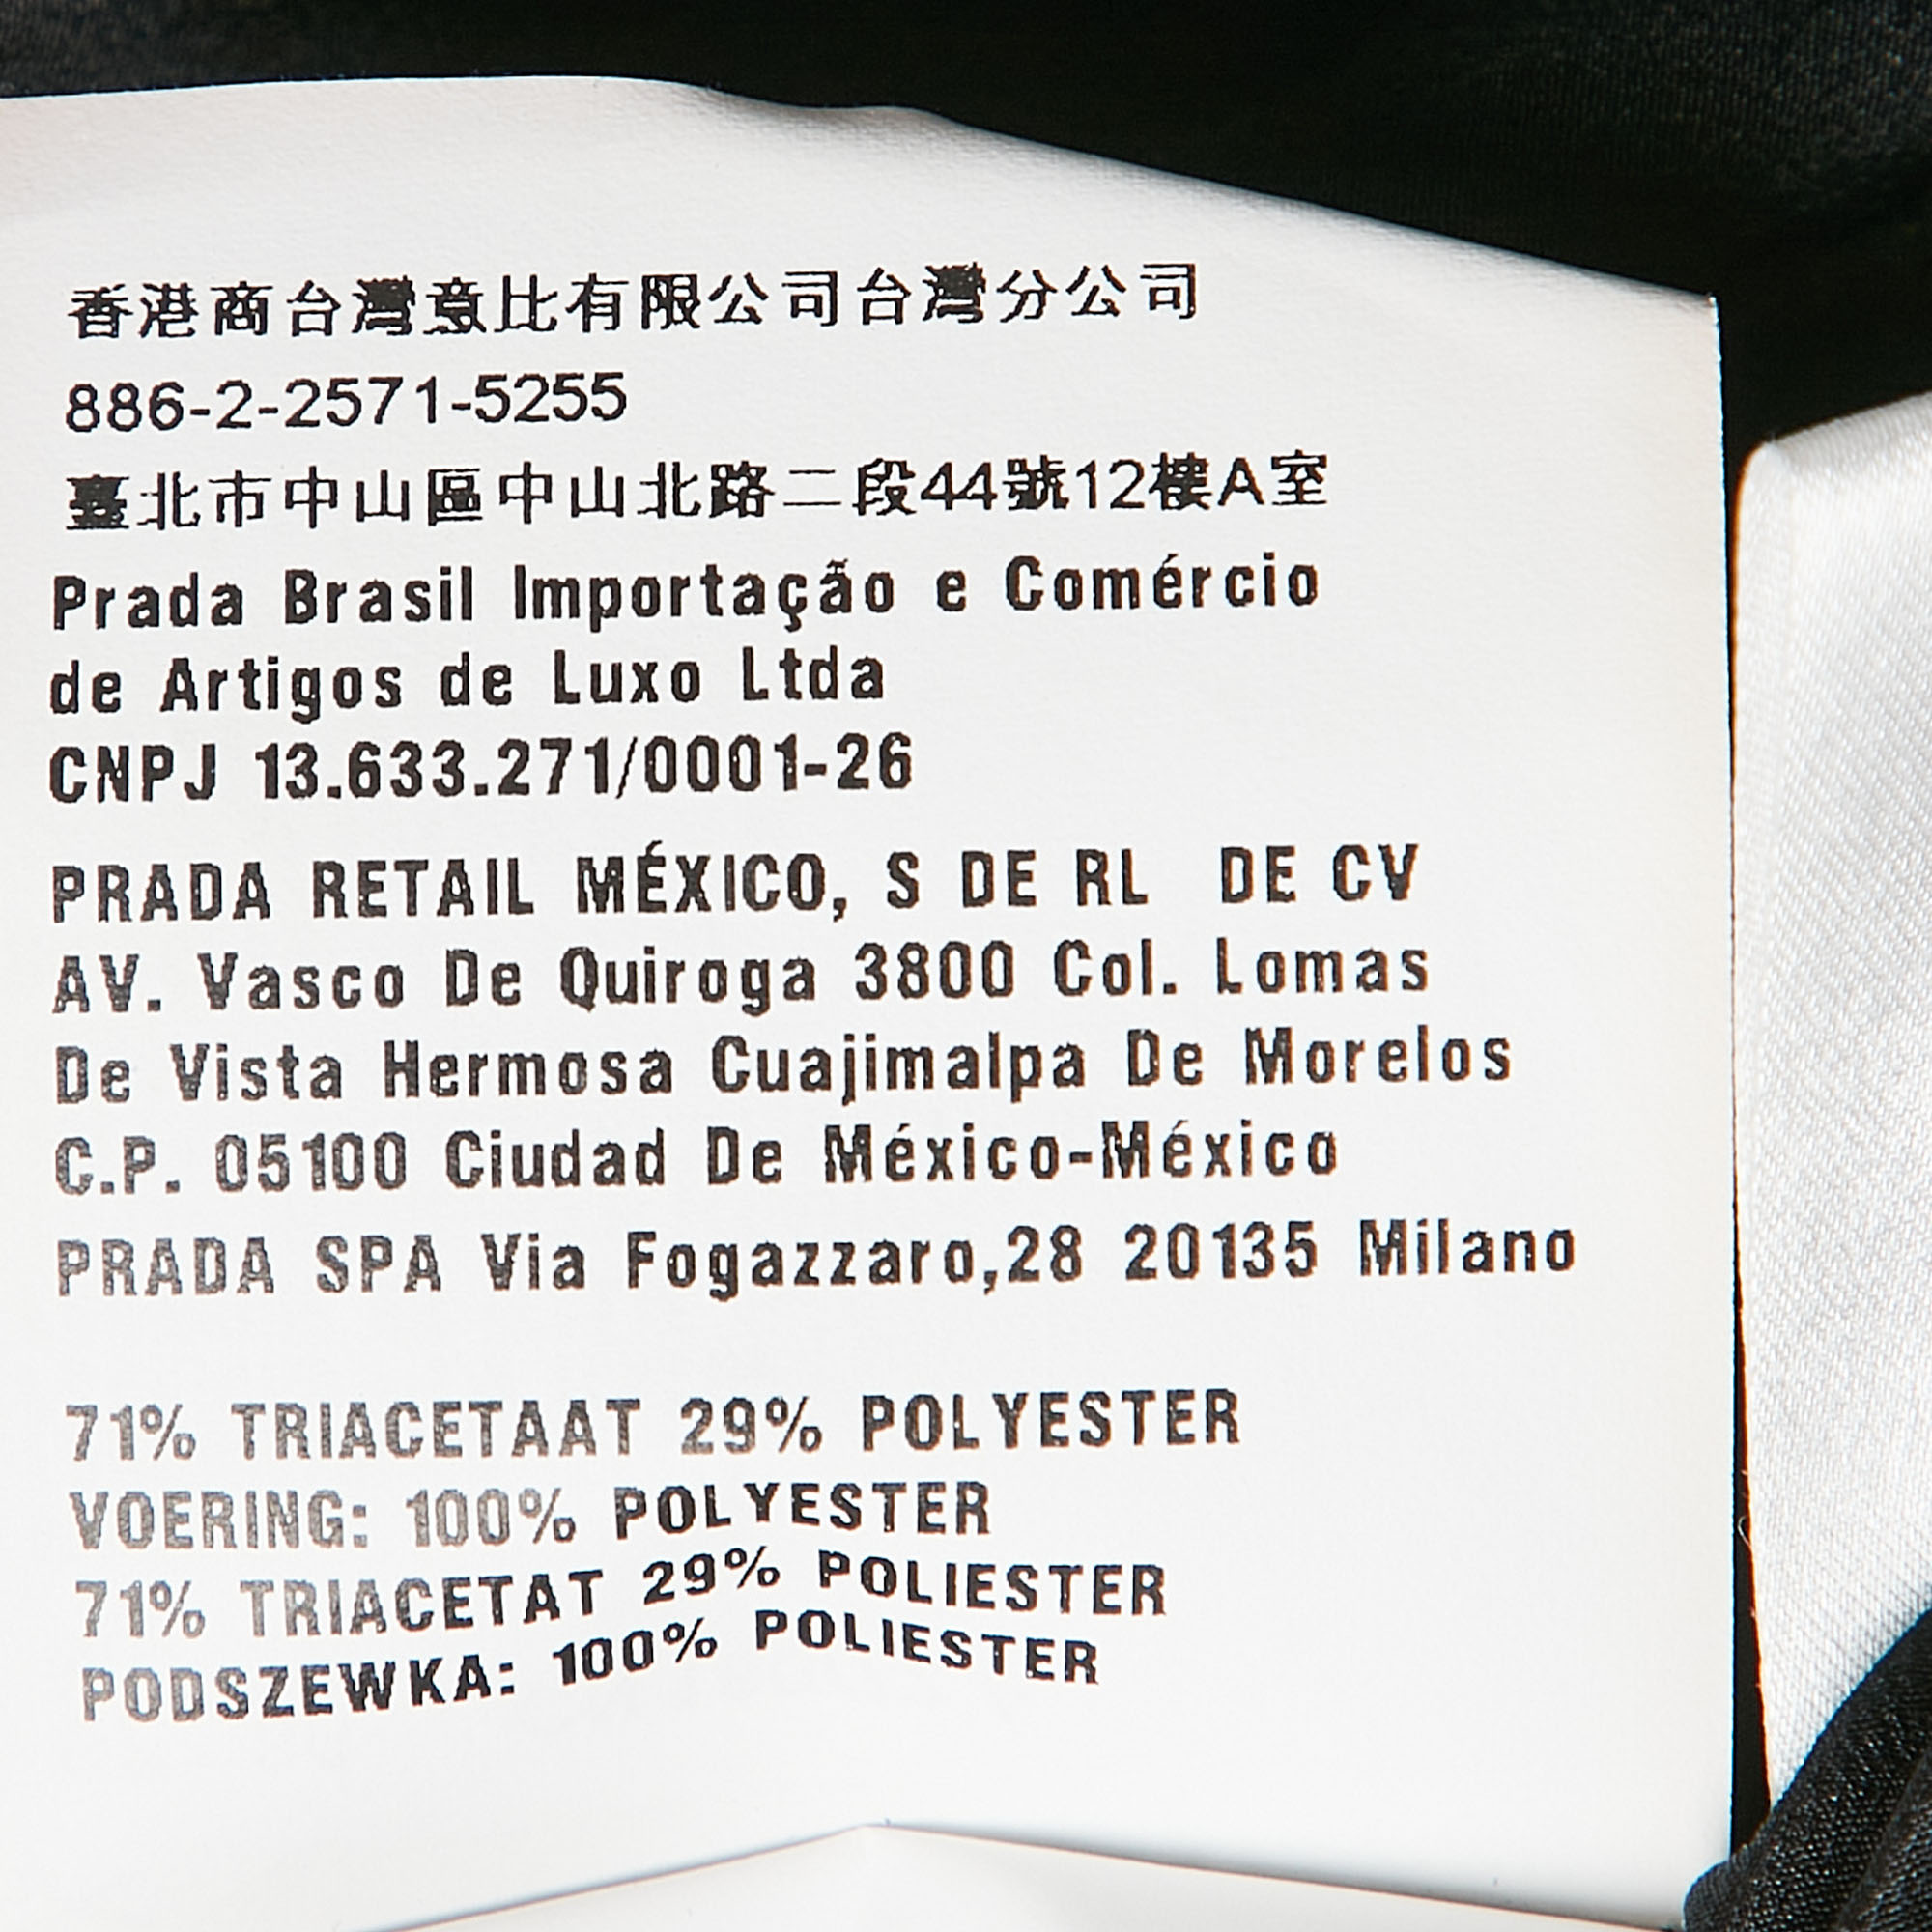 香港商台灣意比有限公司台灣分公司
886-2-2571-5255
臺北市中山區中山北路二段44號12樓A室
Prada Brasil Importação e Comércio
de Artigos de Luxo Ltda
CNPJ 13.633.271/0001-26
PRADA RETAIL MÉXICO, S DE RL DE CV
AV. Vasco De Quiroga 3800 Col. Lomas
De Vista Hermosa Cuajimalpa De Morelos
C.P. 05100 Ciudad De México-México
PRADA SPA Via Fogazzaro,28 20135 Milano
71% TRIACETAAT 29% POLYESTER
VOERING: 100% POLYESTER
71% TRIACETAT 29% POLIESTER
PODSZEWKA: 100% POLIESTER